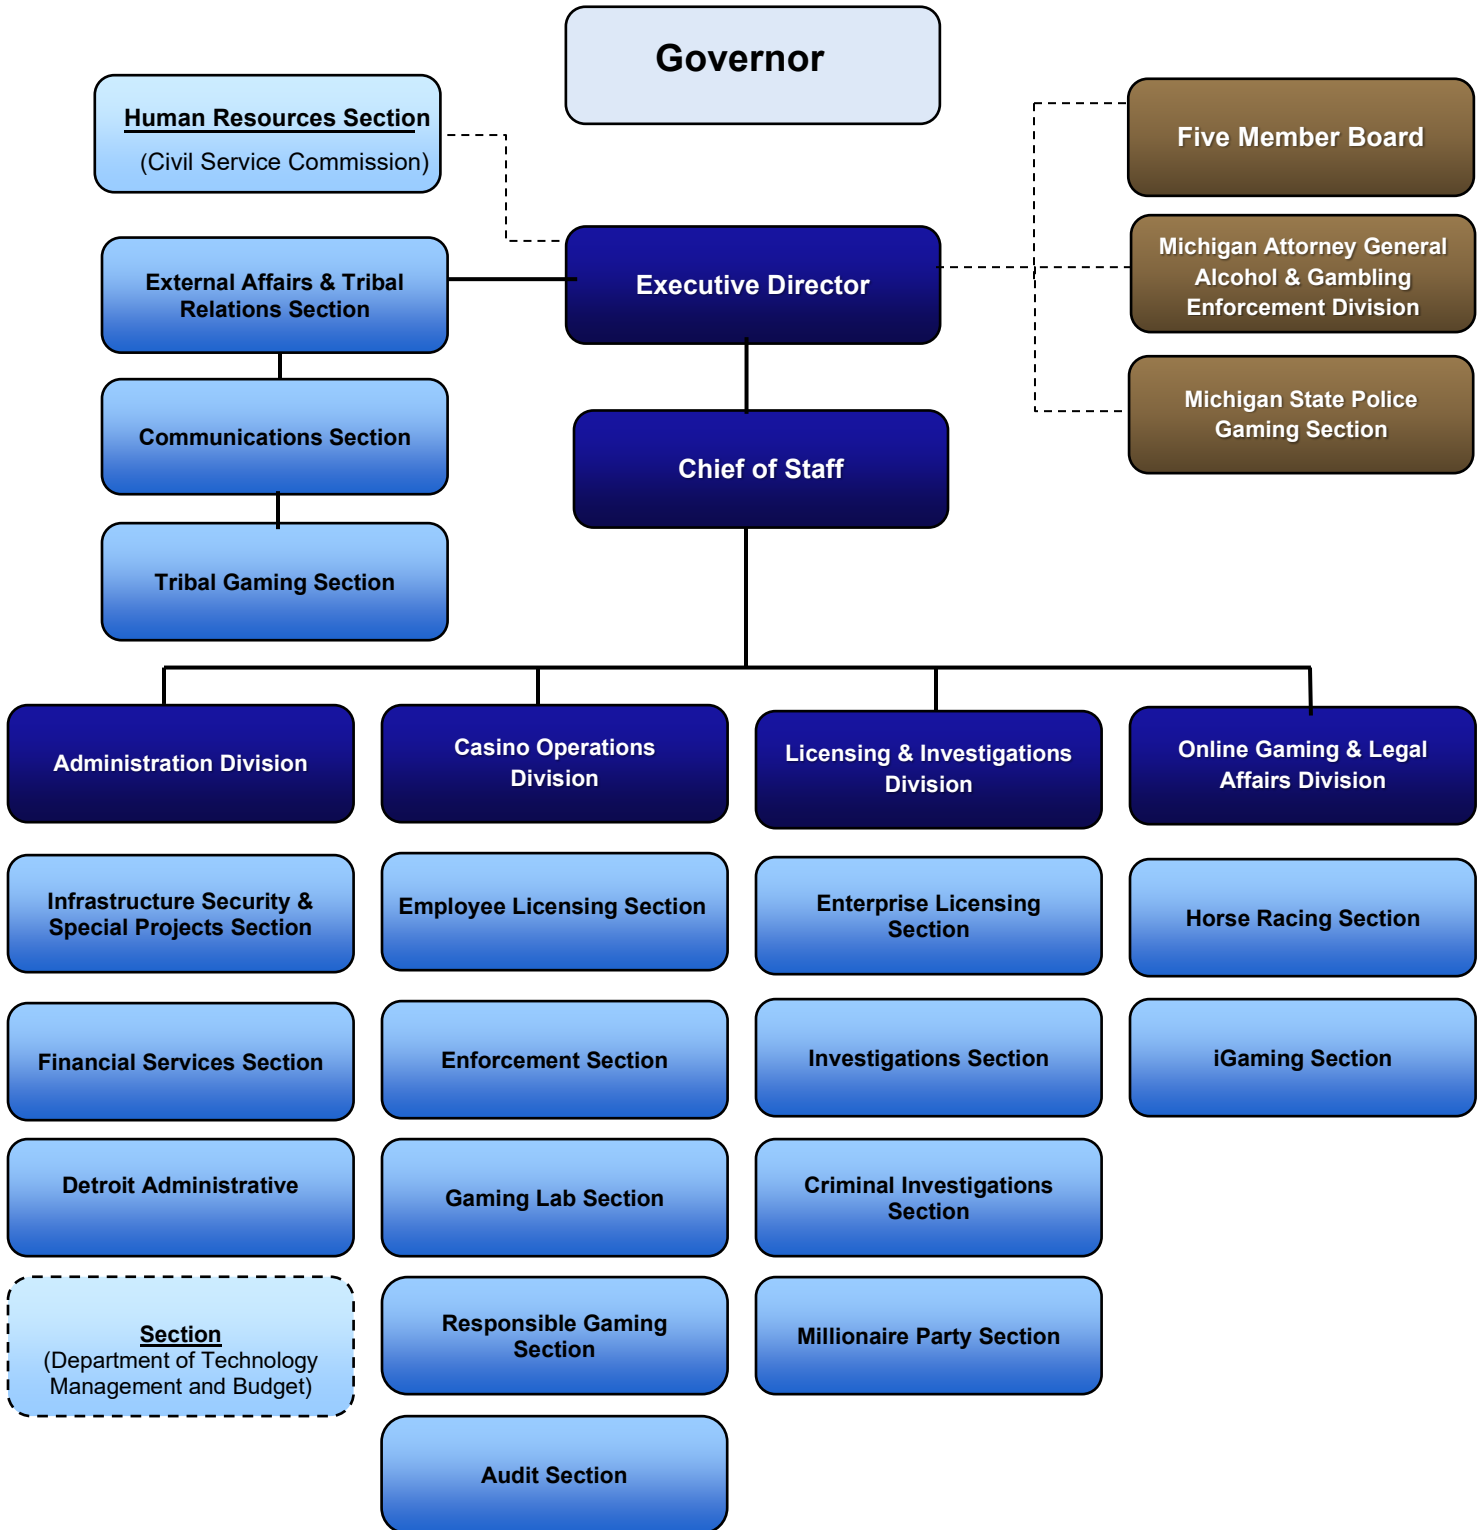 Governor
Human Resources Section
(Civil Service Commission)
Five Member Board
External Affairs & Tribal
Relations Section
Executive Director
Michigan Attorney General
Alcohol & Gambling
Enforcement Division
Communications Section
Chief of Staff
Michigan State Police
Gaming Section
Tribal Gaming Section
Administration Division
Casino Operations
Division
Licensing & Investigations
Division
Online Gaming & Legal
Affairs Division
Infrastructure Security &
Special Projects Section
Employee Licensing Section
Enterprise Licensing
Section
Horse Racing Section
Financial Services Section
Enforcement Section
Investigations Section
iGaming Section
Detroit Administrative
Gaming Lab Section
Criminal Investigations
Section
Section
(Department of Technology
Management and Budget)
Responsible Gaming
Section
Millionaire Party Section
Audit Section